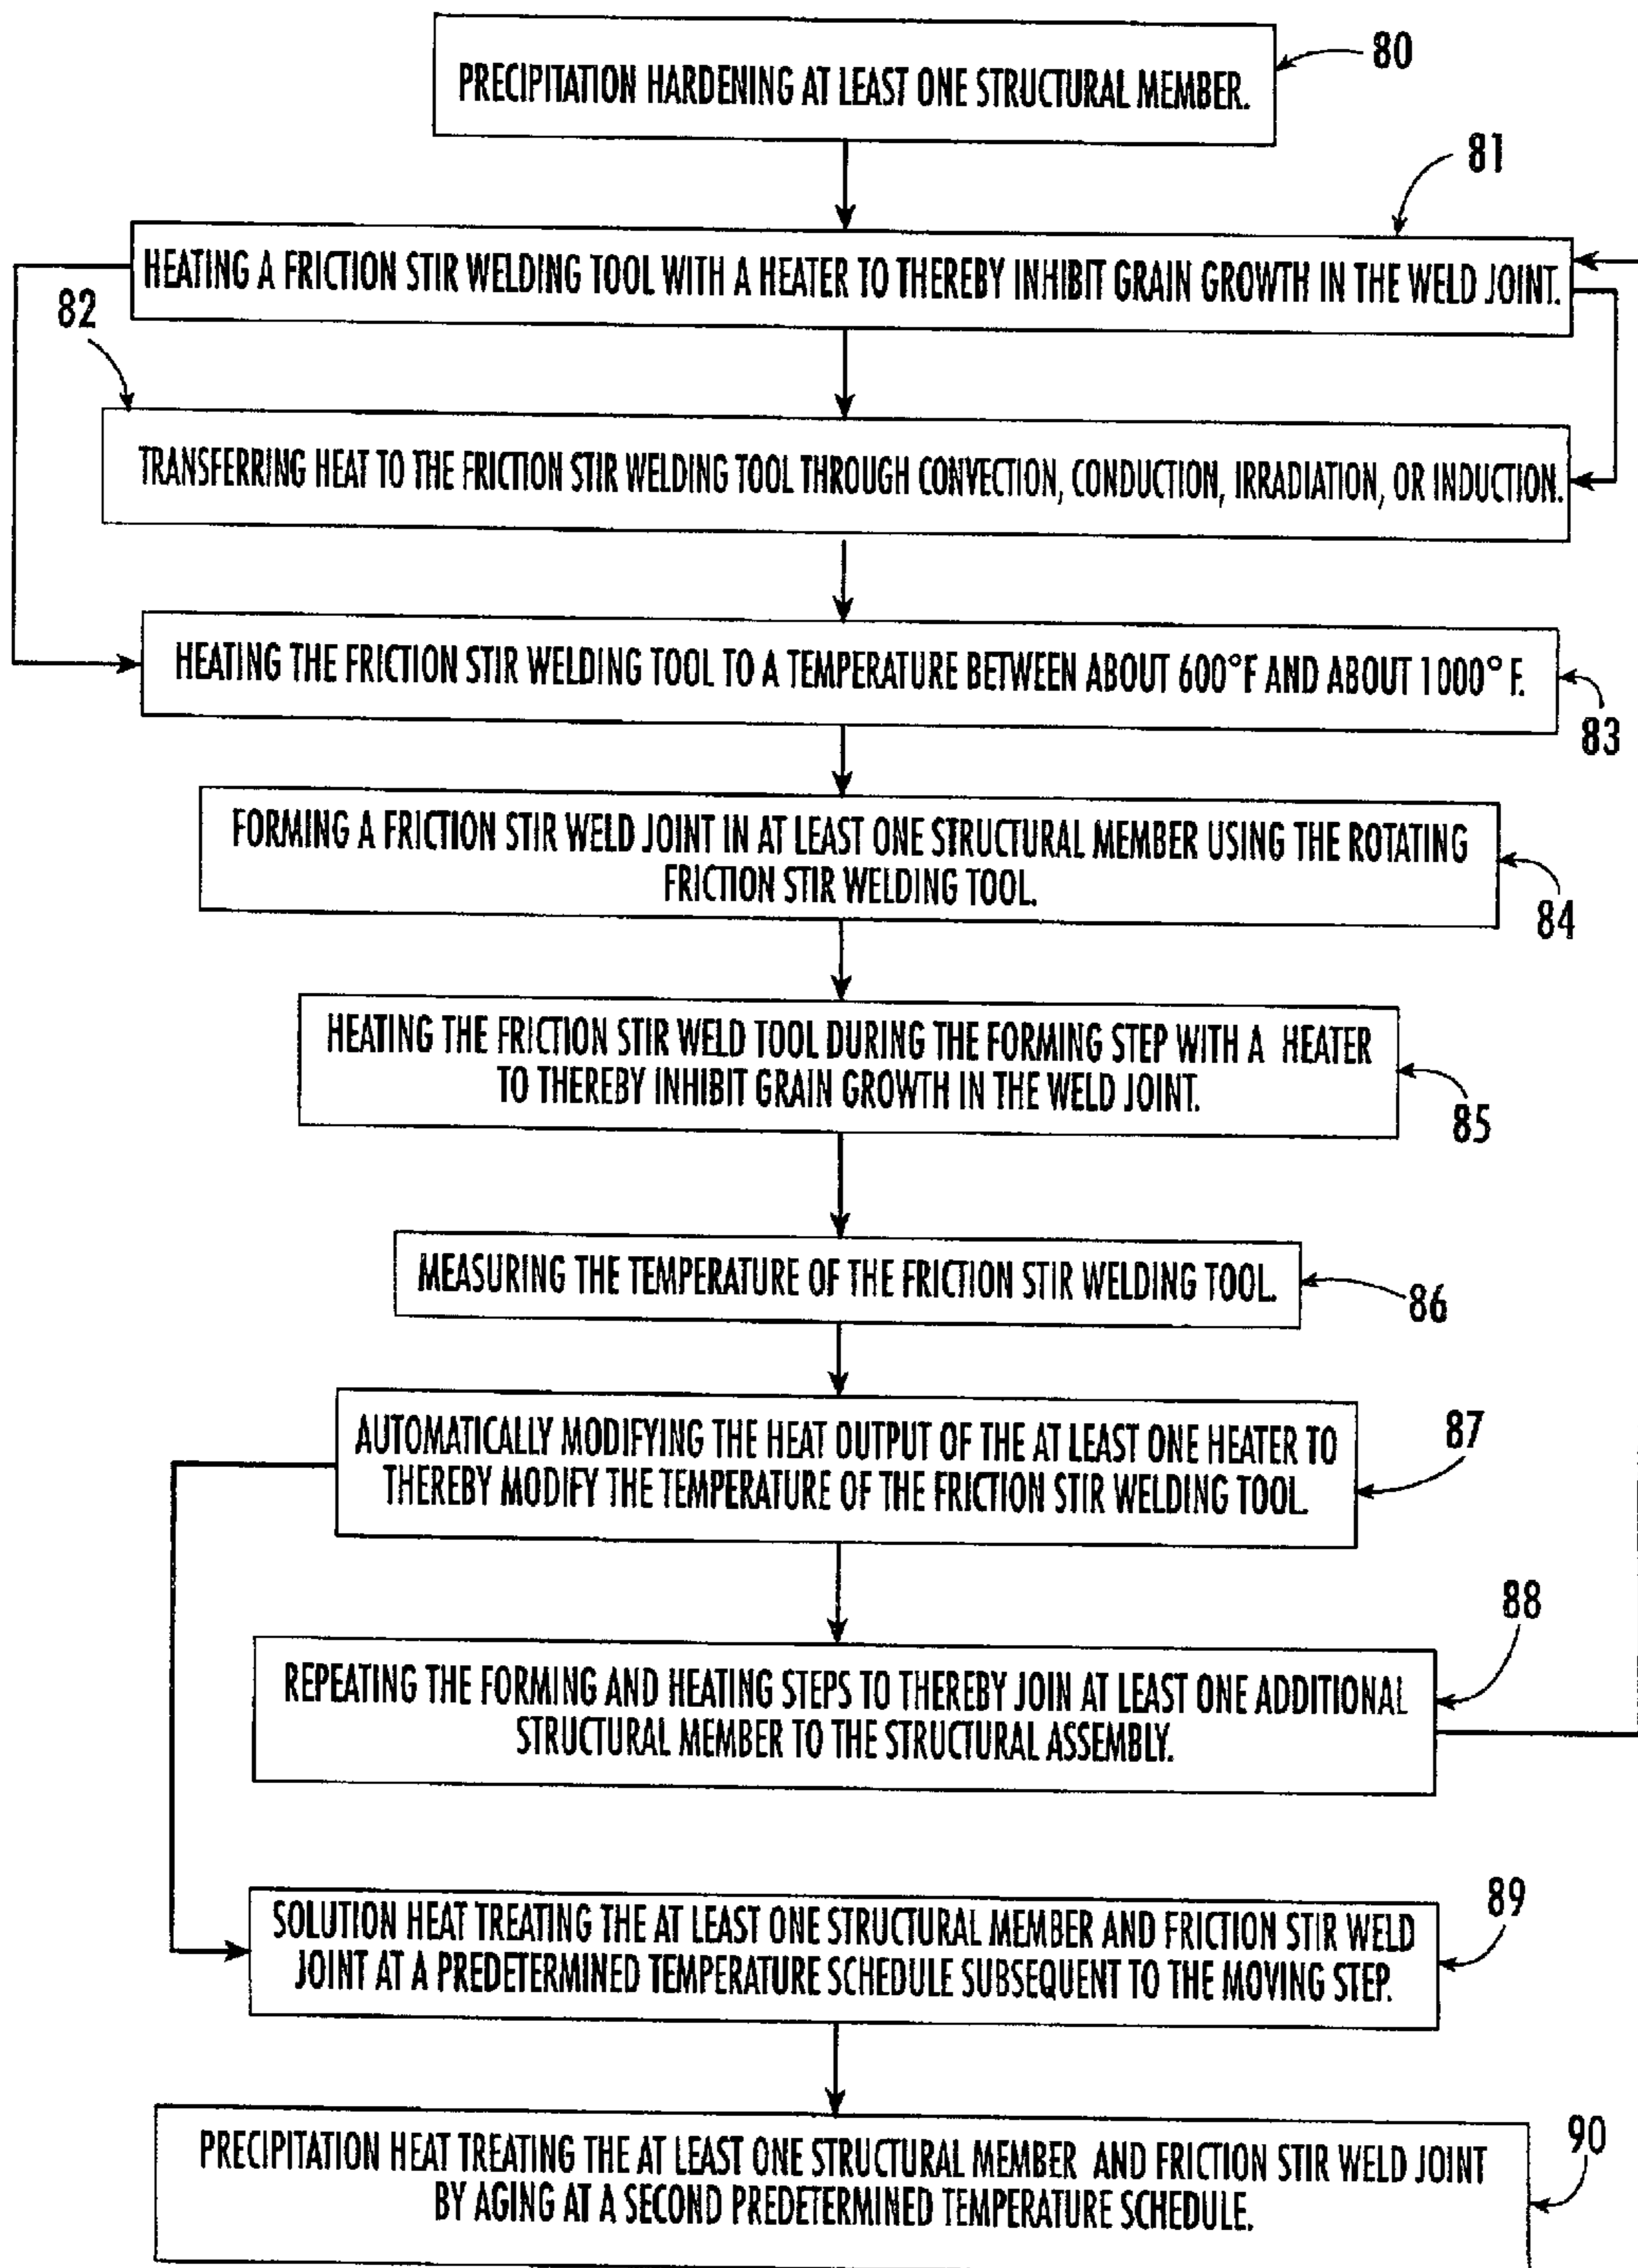 PRECIPITATION HARDENING AT LEAST ONE STRUCTURAL MEMBER.
80
81
HEATING A FRICTION STIR WELDING TOOL WITH A HEATER TO THEREBY INHIBIT GRAIN GROWTH IN THE WELD JOINT.
82
TRANSFERRING HEAT TO THE FRICTION STIR WELDING TOOL THROUGH CONVECTION, CONDUCTION, IRRADIATION, OR INDUCTION.
HEATING THE FRICTION STIR WELDING TOOL TO A TEMPERATURE BETWEEN ABOUT 600°F AND ABOUT 1000° F.
83
FORMING A FRICTION STIR WELD JOINT IN AT LEAST ONE STRUCTURAL MEMBER USING THE ROTATING
FRICTION STIR WELDING TOOL.
84
HEATING THE FRICTION STIR WELD TOOL DURING THE FORMING STEP WITH A HEATER
TO THEREBY INHIBIT GRAIN GROWTH IN THE WELD JOINT.
85
MEASURING THE TEMPERATURE OF THE FRICTION STIR WELDING TOOL.
86
AUTOMATICALLY MODIFYING THE HEAT OUTPUT OF THE AT LEAST ONE HEATER TO
THEREBY MODIFY THE TEMPERATURE OF THE FRICTION STIR WELDING TOOL.
87
88
REPEATING THE FORMING AND HEATING STEPS TO THEREBY JOIN AT LEAST ONE ADDITIONAL
STRUCTURAL MEMBER TO THE STRUCTURAL ASSEMBLY.
89
SOLUTION HEAT TREATING THE AT LEAST ONE STRUCTURAL MEMBER AND FRICTION STIR WELD
JOINT AT A PREDETERMINED TEMPERATURE SCHEDULE SUBSEQUENT TO THE MOVING STEP.
90
PRECIPITATION HEAT TREATING THE AT LEAST ONE STRUCTURAL MEMBER AND FRICTION STIR WELD JOINT
BY AGING AT A SECOND PREDETERMINED TEMPERATURE SCHEDULE.